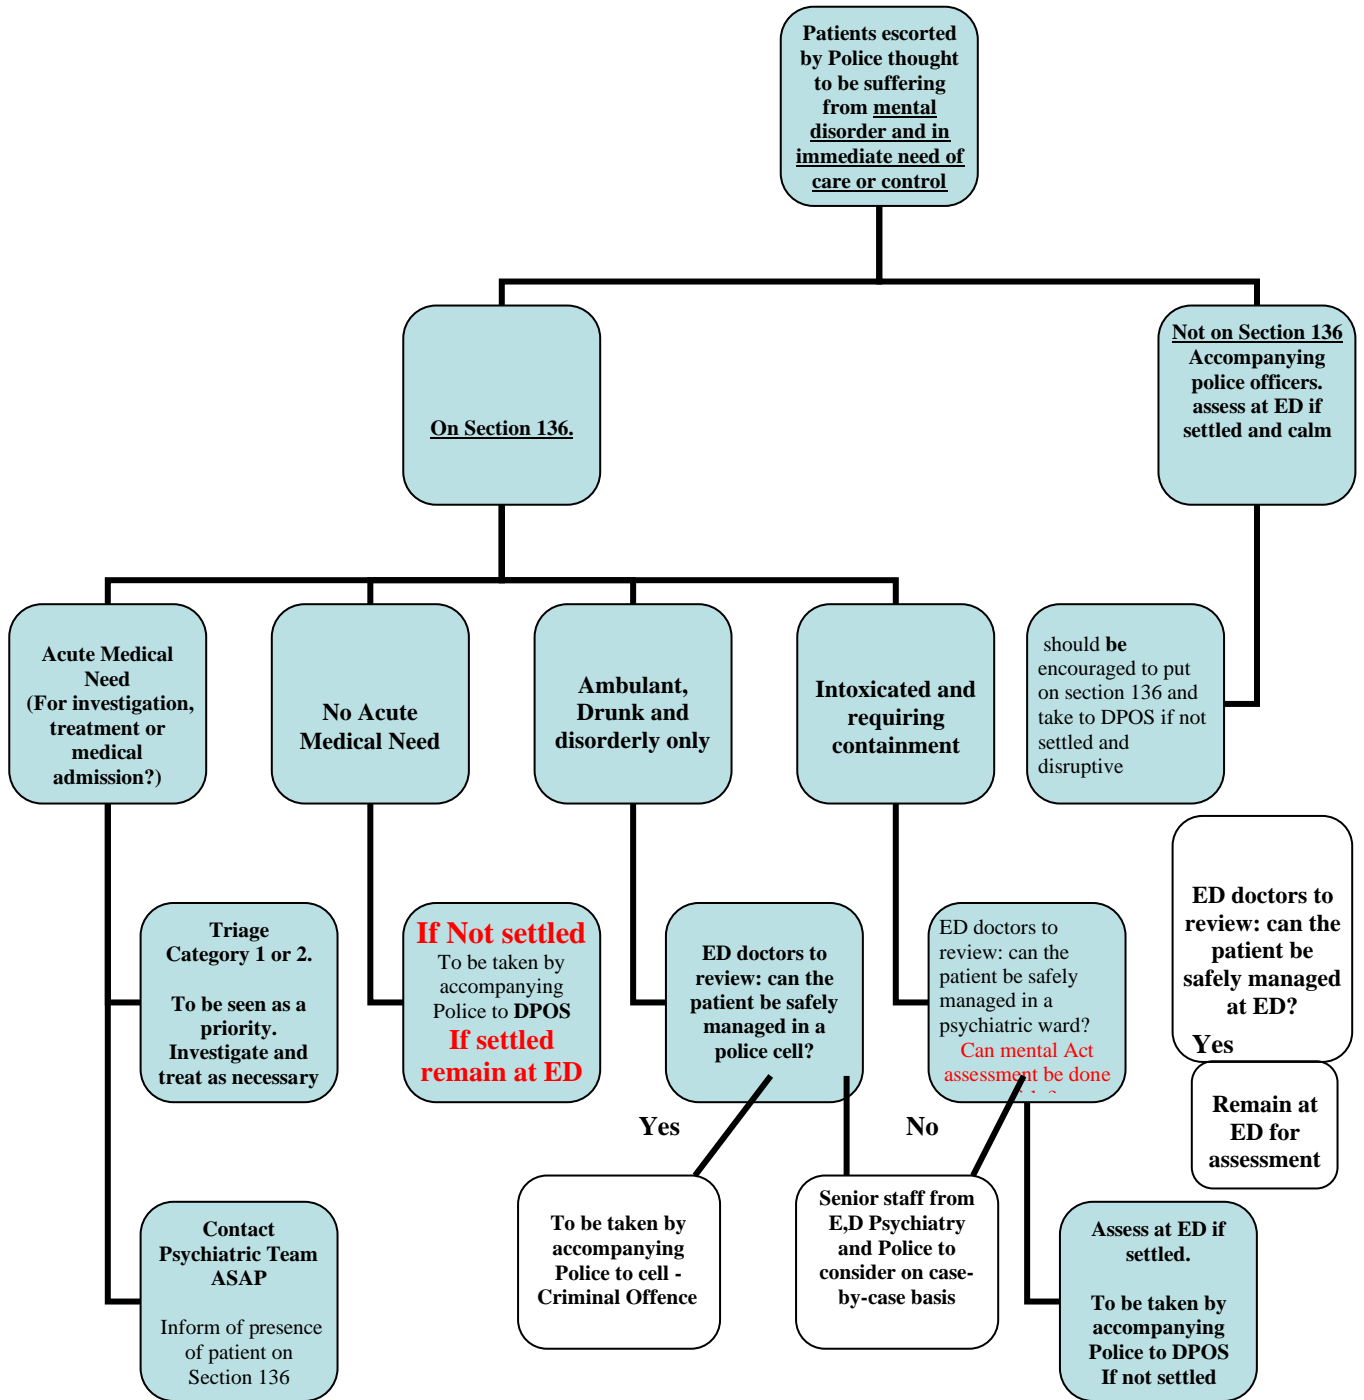 Patients escorted
by Police thought
to be suffering
from mental
disorder and in
immediate need of
care or control
On Section 136.
Not on Section 136
Accompanying
police officers.
assess at ED if
settled and calm
Acute Medical
Need
(For investigation,
treatment or
medical
admission?)
No Acute
Medical Need
Ambulant,
Drunk and
disorderly only
Intoxicated and
requiring
containment
should be
encouraged to put
on section 136 and
take to DPOS if not
settled and
disruptive
Triage
Category 1 or 2.
To be seen as a
priority.
Investigate and
treat as necessary
If Not settled
To be taken by
accompanying
Police to DPOS
If settled
remain at ED
ED doctors to
review: can the
patient be safely
managed in a
police cell?
ED doctors to
review: can the
patient be safely
managed in a
psychiatric ward?
Can mental Act
assessment be done
ED doctors to
review: can the
patient be
safely managed
at ED?
Yes
Remain at
ED for
assessment
Yes
No
Contact
Psychiatric Team
ASAP
Inform of presence
of patient on
Section 136
To be taken by
accompanying
Police to cell -
Criminal Offence
Senior staff from
E,D Psychiatry
and Police to
consider on case-
by-case basis
Assess at ED if
settled.
To be taken by
accompanying
Police to DPOS
If not settled